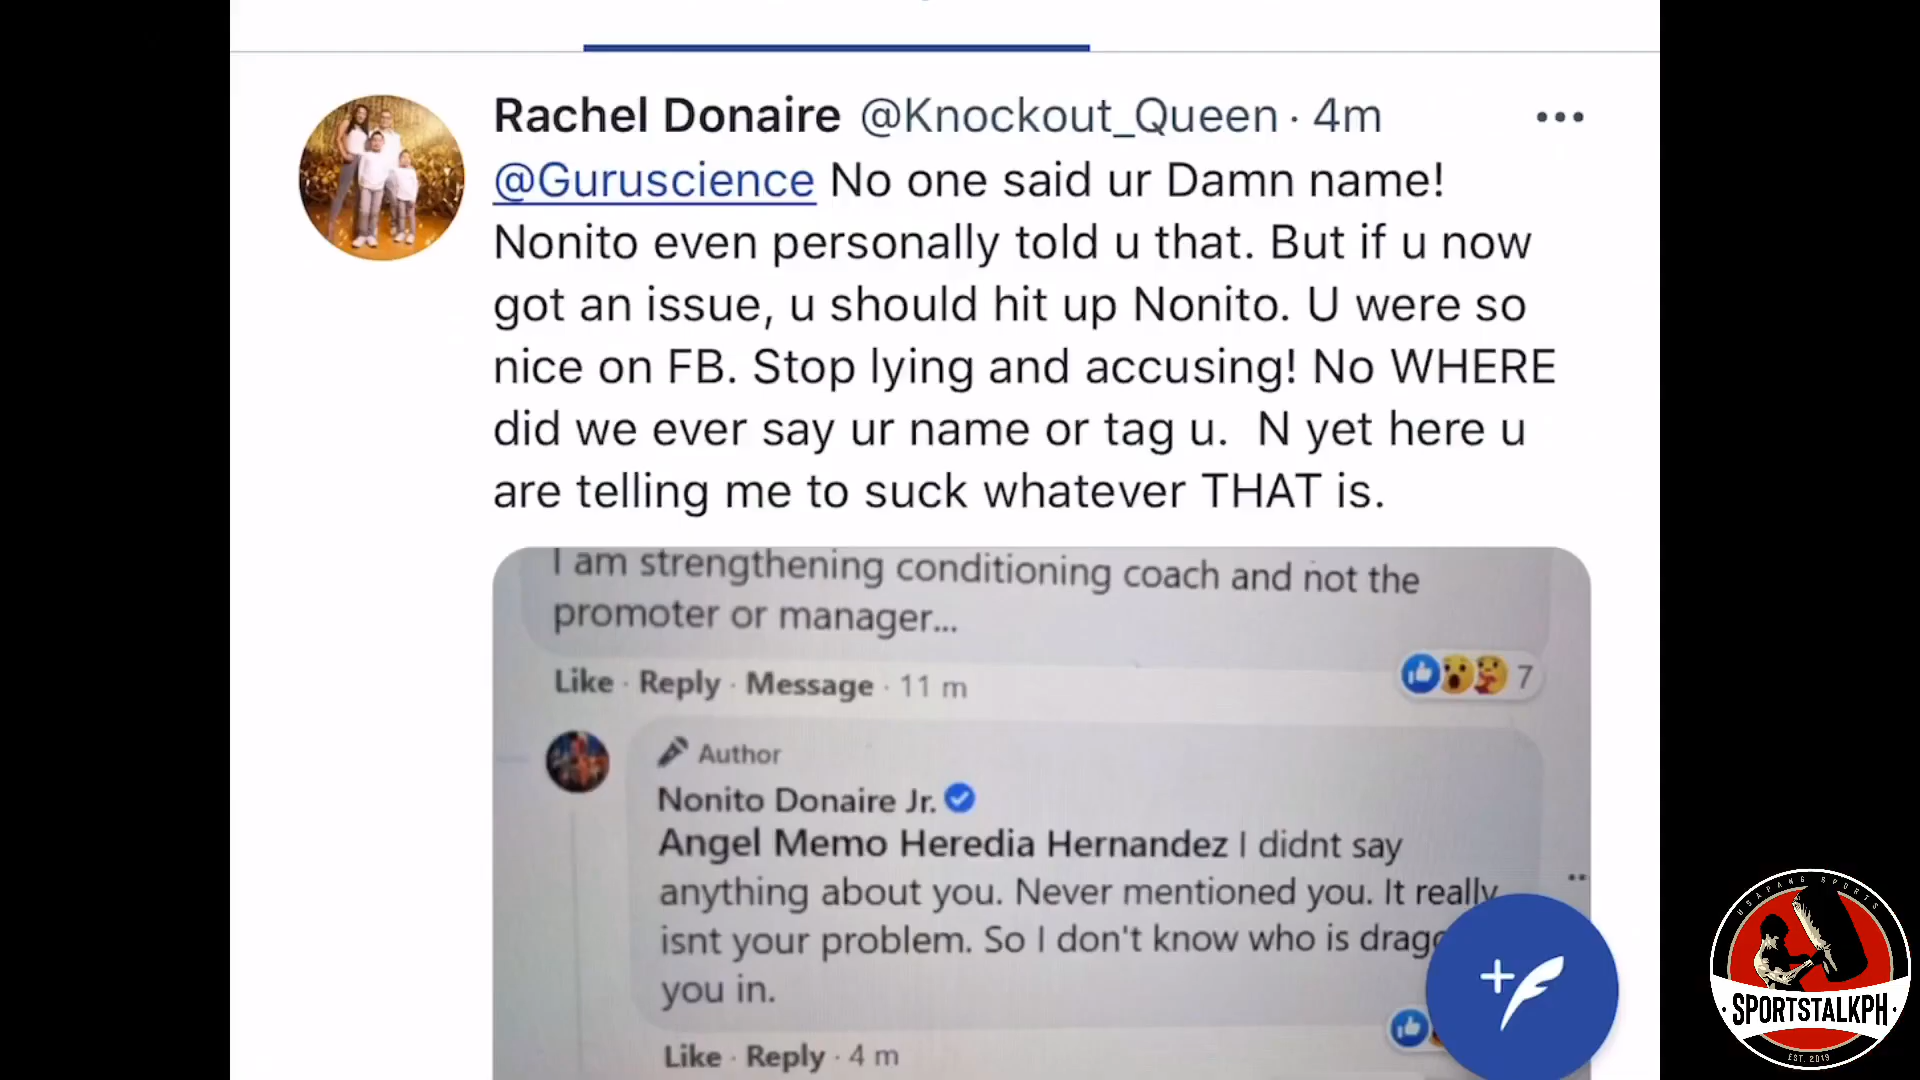 Rachel Donaire @Knockout_Queen · 4m
@Guruscience No one said ur Damn name!
Nonito even personally told u that. But if u now
got an issue, u should hit up Nonito. U were so
nice on FB. Stop lying and accusing! No WHERE
did we ever say ur name or tag u.  N yet here u
are telling me to suck whatever THAT is.
I am strengthening conditioning coach and not the
promoter or manager...
Like · Reply · Message · 11 m
7
Author
Nonito Donaire Jr.
Angel Memo Heredia Hernandez I didnt say
anything about you. Never mentioned you. It really
isnt your problem. So I don't know who is
you in.
Like · Reply · 4 m
USAPANG SPORTS
·SPORTSTALKPH·
EST. 2019